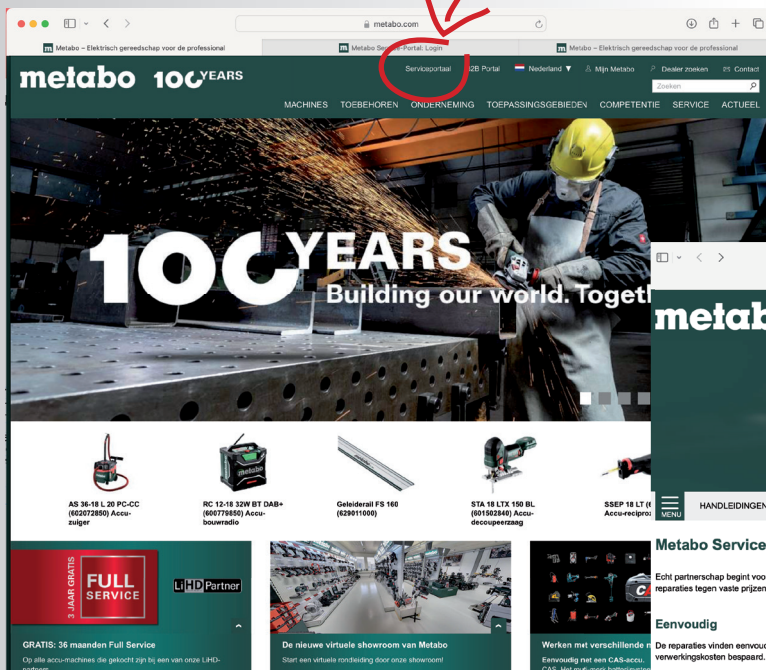 metabo.com
Metabo – Elektrisch gereedschap voor de professional
Metabo Service-Portal: Login
Metabo – Elektrisch gereedschap voor de professional
metabo 100 YEARS
Serviceportaal
B2B Portal
Nederland ▼
Mijn Metabo
Dealer zoeken
Contact
Zoeken
MACHINES TOEBEHOREN ONDERNEMING TOEPASSINGSGEBIEDEN COMPETENTIE SERVICE ACTUEEL
100 YEARS
Building our world. Togeth
metab
AS 36-18 L 20 PC-CC
(602072850) Accu-
zuiger
RC 12-18 32W BT DAB+
(600779850) Accu-
bouwradio
metabo
Geleiderail FS 160
(629011000)
STA 18 LTX 150 BL
(601502840) Accu-
decoupeerzaag
SSEP 18 LT (6
Accu-recipro
MENU
HANDLEIDINGEN
Metabo Service
Echt partnerschap begint voo
reparaties tegen vaste prijzen
Eenvoudig
De reparaties vinden eenvoud
verwerkingskosten bespaard.
3 JAAR GRATIS
FULL
SERVICE
LiHD Partner
GRATIS: 36 maanden Full Service
Op alle accu-machines die gekocht zijn bij een van onze LiHD-
partners
De nieuwe virtuele showroom van Metabo
Start een virtuele rondleiding door onze showroom!
Werken met verschillende n
Eenvoudig met een CAS-accu.